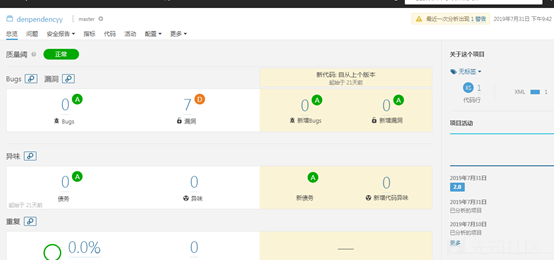 denpendencyy master
最近一次分析出现 1 警告 2019年7月31日 下午9:42
总览 问题 安全报告 指标 代码 活动 配置 更多
质量阈 正常
关于这个项目
新代码: 自从上个版本
起始于 21天前
Bugs 漏洞
无标签
0 A 7 D 0 A 0 A
Bugs 漏洞 新增Bugs 新增漏洞
1 XML 1
代码行
项目活动
异味
0 A 0 A 0
债务 异味 新债务 新增代码异味
起始于 21天前
2019年7月31日
2.0
2019年7月31日
已分析的项目
2019年7月10日
已分析的项目
更多
重复
0.0% 0